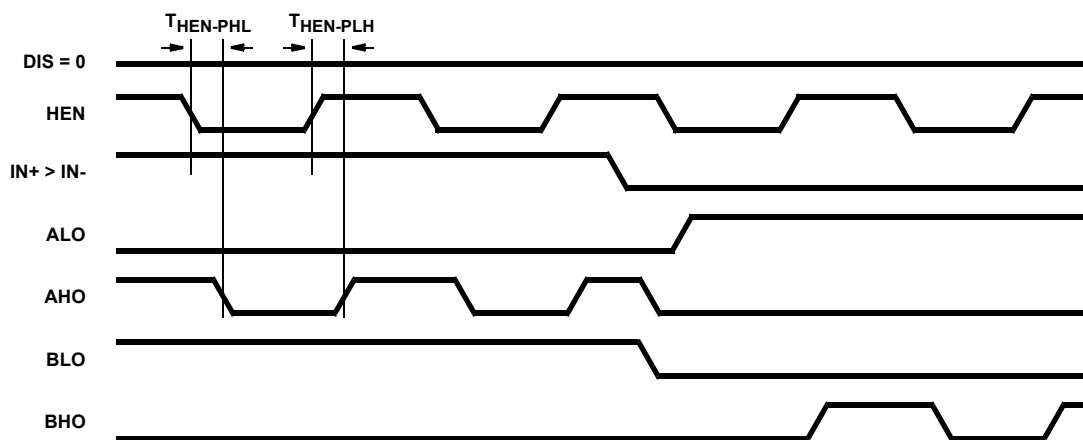 THEN-PHL THEN-PLH
DIS = 0
HEN
IN+ > IN-
ALO
AHO
BLO
BHO